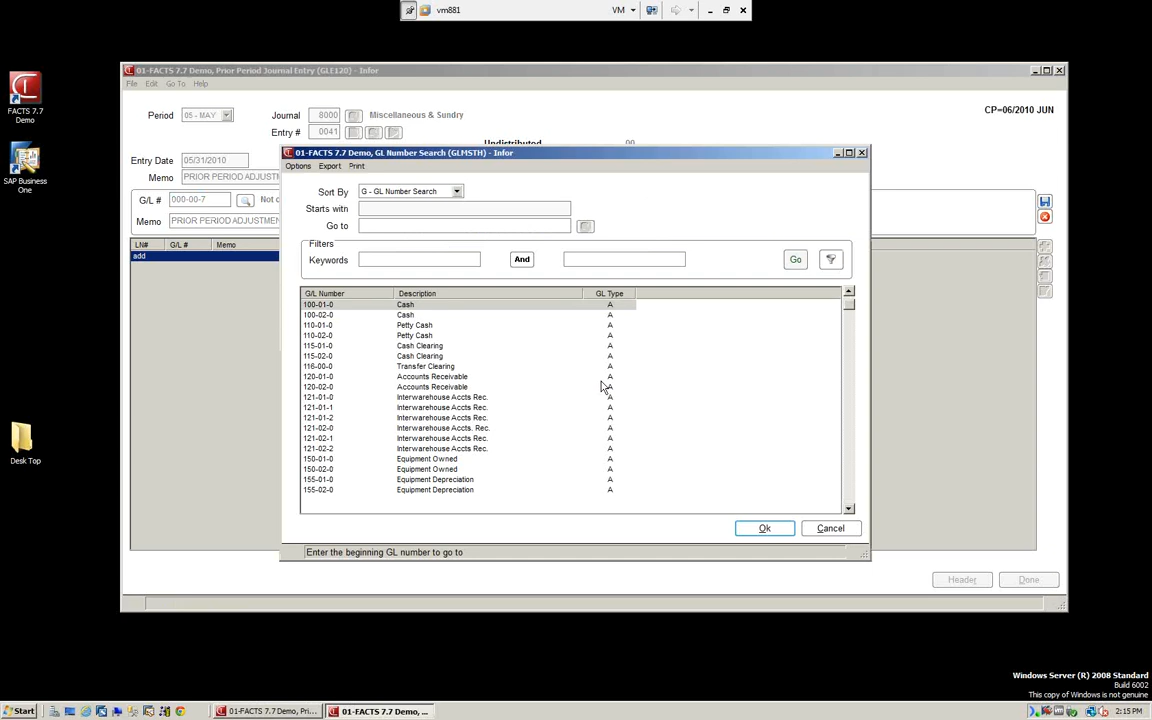 vm881
VM
01-FACTS 7.7 Demo, Prior Period Journal Entry (GLE120) - Infor
File Edit Go To Help
Period 05 - MAY Journal 8000 Miscellaneous & Sundry
CP=06/2010 JUN
Entry # 0041
Undistributed .00
Entry Date 05/31/2010
Memo PRIOR PERIOD ADJUSTM
G/L # 000-00-7 Not
Memo PRIOR PERIOD ADJUSTMEN
LN# G/L # Memo
add
Header Done
01-FACTS 7.7 Demo, GL Number Search (GLMSTH) - Infor
Options Export Print
Sort By G - GL Number Search
Starts with
Go to
Filters
Keywords And Go
G/L Number Description GL Type
100-01-0 Cash A
100-02-0 Cash A
110-01-0 Petty Cash A
110-02-0 Petty Cash A
115-01-0 Cash Clearing A
115-02-0 Cash Clearing A
116-00-0 Transfer Clearing A
120-01-0 Accounts Receivable A
120-02-0 Accounts Receivable A
121-01-0 Interwarehouse Accts Rec. A
121-01-1 Interwarehouse Accts Rec. A
121-01-2 Interwarehouse Accts Rec. A
121-02-0 Interwarehouse Accts. Rec. A
121-02-1 Interwarehouse Accts Rec. A
121-02-2 Interwarehouse Accts Rec. A
150-01-0 Equipment Owned A
150-02-0 Equipment Owned A
155-01-0 Equipment Depreciation A
155-02-0 Equipment Depreciation A
Ok Cancel
Enter the beginning GL number to go to
FACTS 7.7
Demo
SAP Business
One
Desk Top
Windows Server (R) 2008 Standard
Build 6002
This copy of Windows is not genuine
Start
01-FACTS 7.7 Demo, Pri...
01-FACTS 7.7 Demo, ...
2:15 PM